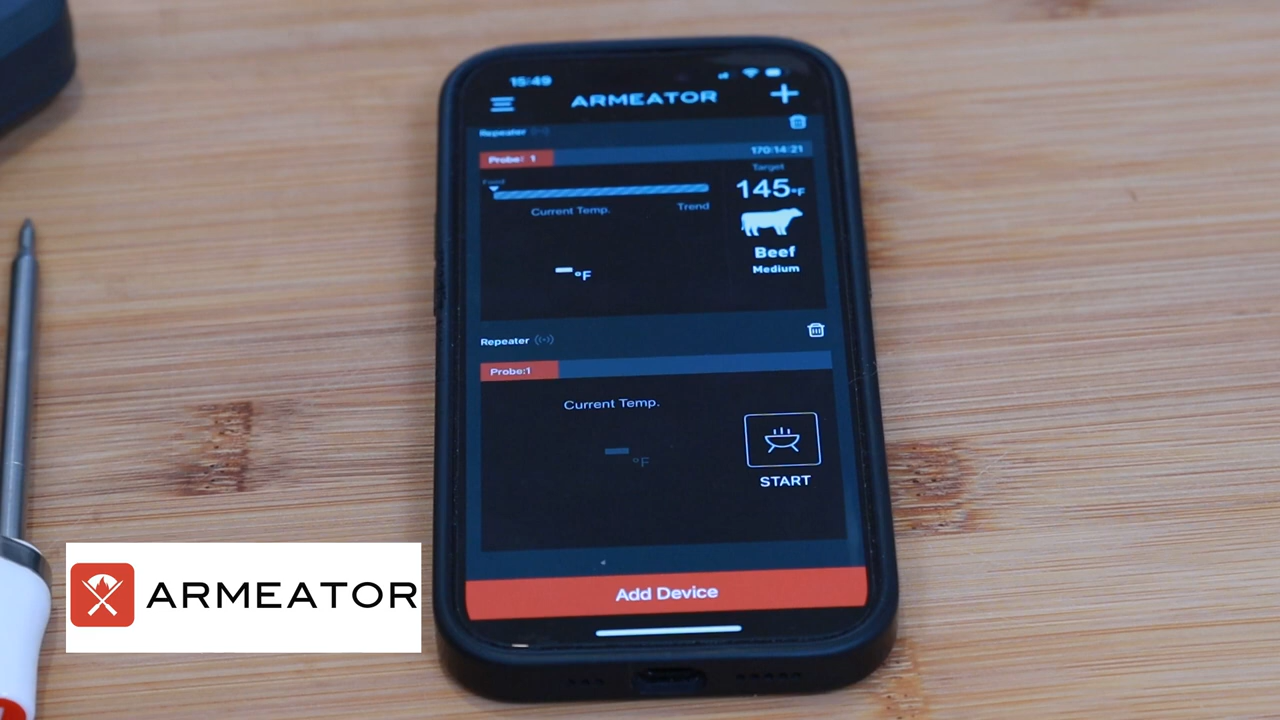 15:49
ARMEATOR
Repeater
Probe: 1
170:14:21
Target
145°F
Current Temp.
Trend
-°F
Beef
Medium
Repeater
Probe:1
Current Temp.
-°F
START
Add Device
ARMEATOR